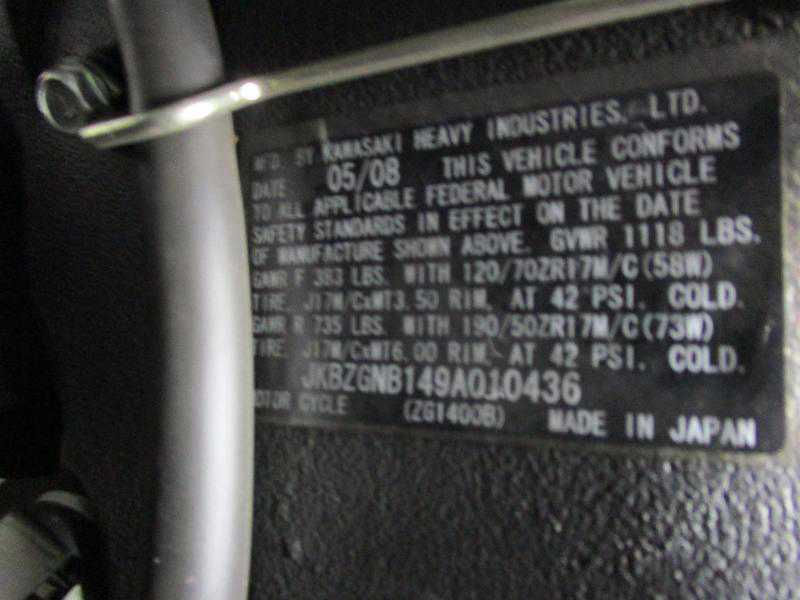 MFD. BY KAWASAKI HEAVY INDUSTRIES, LTD.
DATE 05/08 THIS VEHICLE CONFORMS
TO ALL APPLICABLE FEDERAL MOTOR VEHICLE
SAFETY STANDARDS IN EFFECT ON THE DATE
OF MANUFACTURE SHOWN ABOVE. GVWR 1118 LBS.
GAWR F 383 LBS. WITH 120/70ZR17M/C(58W)
TIRE, J17M/CxMT3.50 RIM, AT 42 PSI. COLD.
GAWR R 735 LBS. WITH 190/50ZR17M/C(73W)
TIRE, J17M/CxMT6.00 RIM, AT 42 PSI. COLD.
JKBZGNB149A010436
OTOR CYCLE (ZG1400B) MADE IN JAPAN